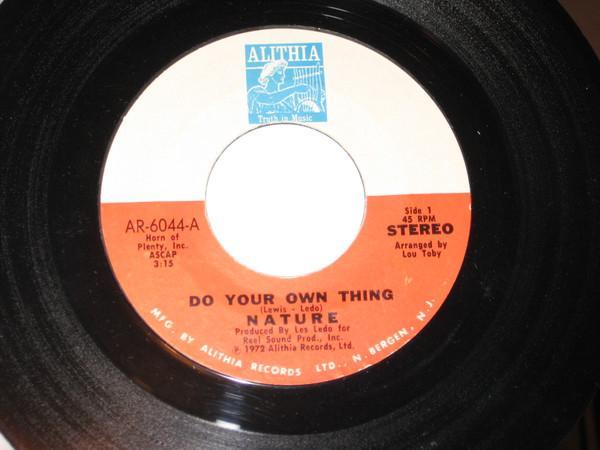 ALITHIA
Truth in Music
AR-6044-A
Horn of
Plenty, Inc.
ASCAP
3:15
Side 1
45 RPM
STEREO
Arranged by
Lou Toby
DO YOUR OWN THING
(Lewis - Ledo)
NATURE
Produced By Les Ledo for
Reel Sound Prod., Inc.
℗ 1972 Alithia Records, Ltd.
MFG. BY ALITHIA RECORDS LTD., N. BERGEN, N.J.